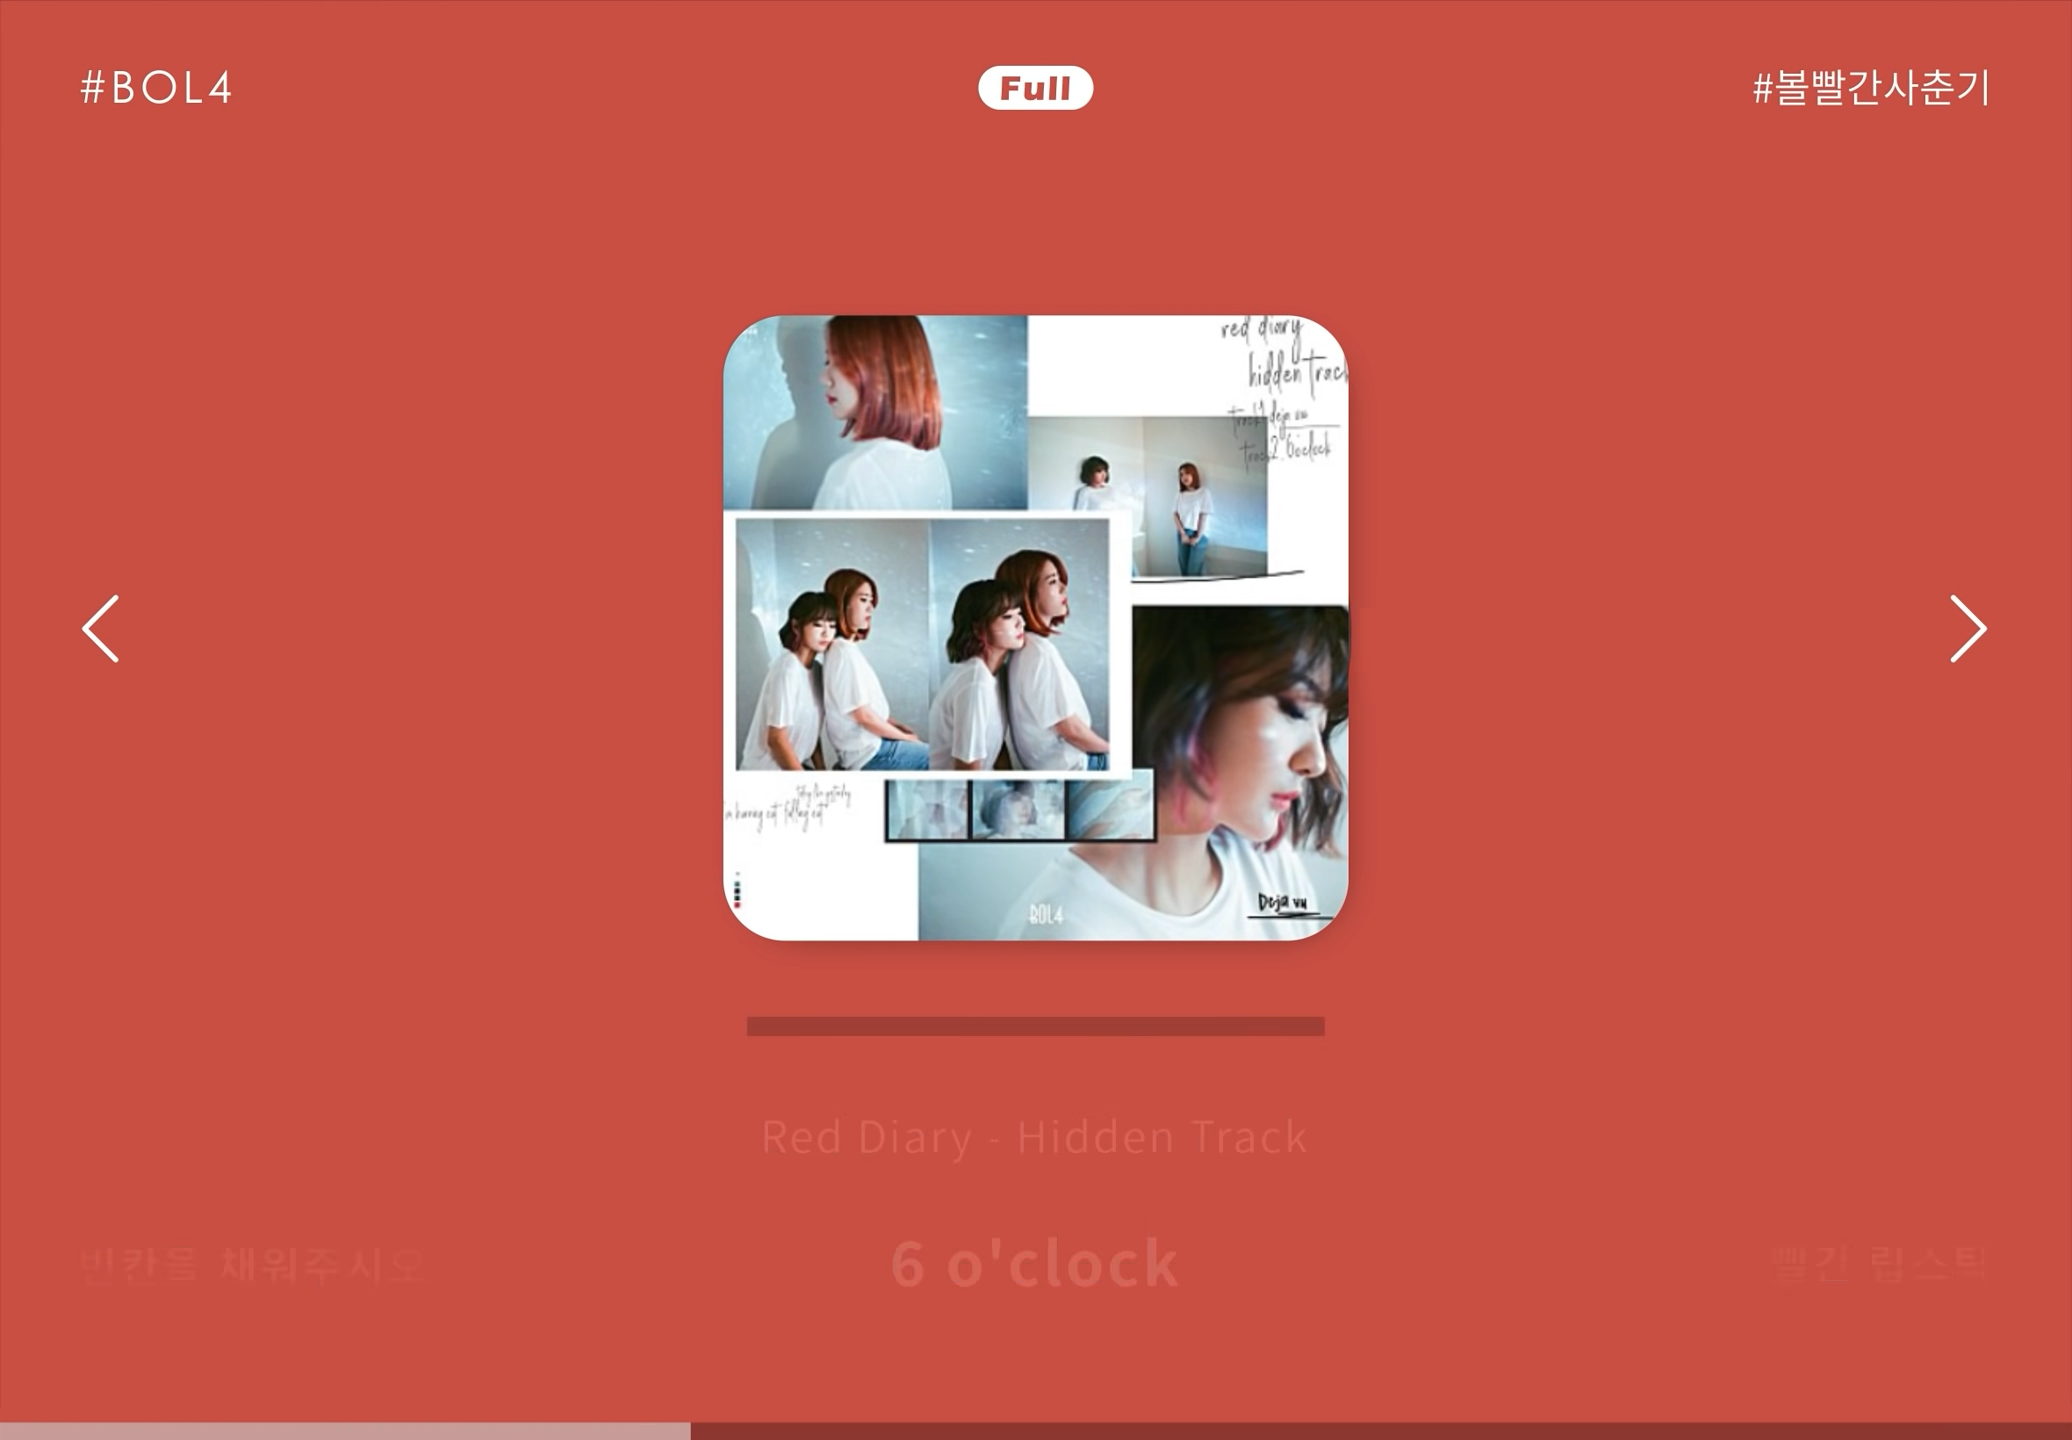 #BOL4
Full
#볼빨간사춘기
red diary
hidden track
track1 deja vu
track2. 6o'clock
BOL4
Deja vu
Red Diary - Hidden Track
빈칸을 채워주시오
6 o'clock
빨간 립스틱